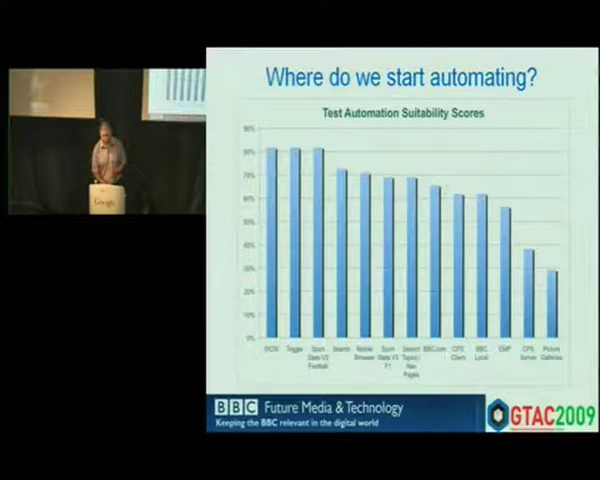 Where do we start automating?
Test Automation Suitability Scores
90%
80%
70%
60%
50%
40%
30%
20%
10%
0%
Toggle
Sport
Stats V3
Football
Search
Mobile
Browser
Sport
Stats V3
F1
Search
Topics /
Nav
Pages
BBC.com
CPS
Client
BBC
Local
EMP
CPS
Server
Picture
Galleries
Google
BBC Future Media & Technology
Keeping the BBC relevant in the digital world
GTAC2009